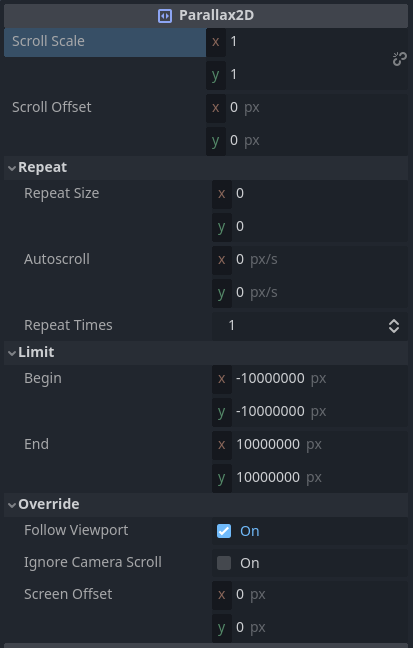 Parallax2D
Scroll Scale x 1
y 1
Scroll Offset x 0 px
y 0 px
Repeat
Repeat Size x 0
y 0
Autoscroll x 0 px/s
y 0 px/s
Repeat Times 1
Limit
Begin x -10000000 px
y -10000000 px
End x 10000000 px
y 10000000 px
Override
Follow Viewport On
Ignore Camera Scroll On
Screen Offset x 0 px
y 0 px